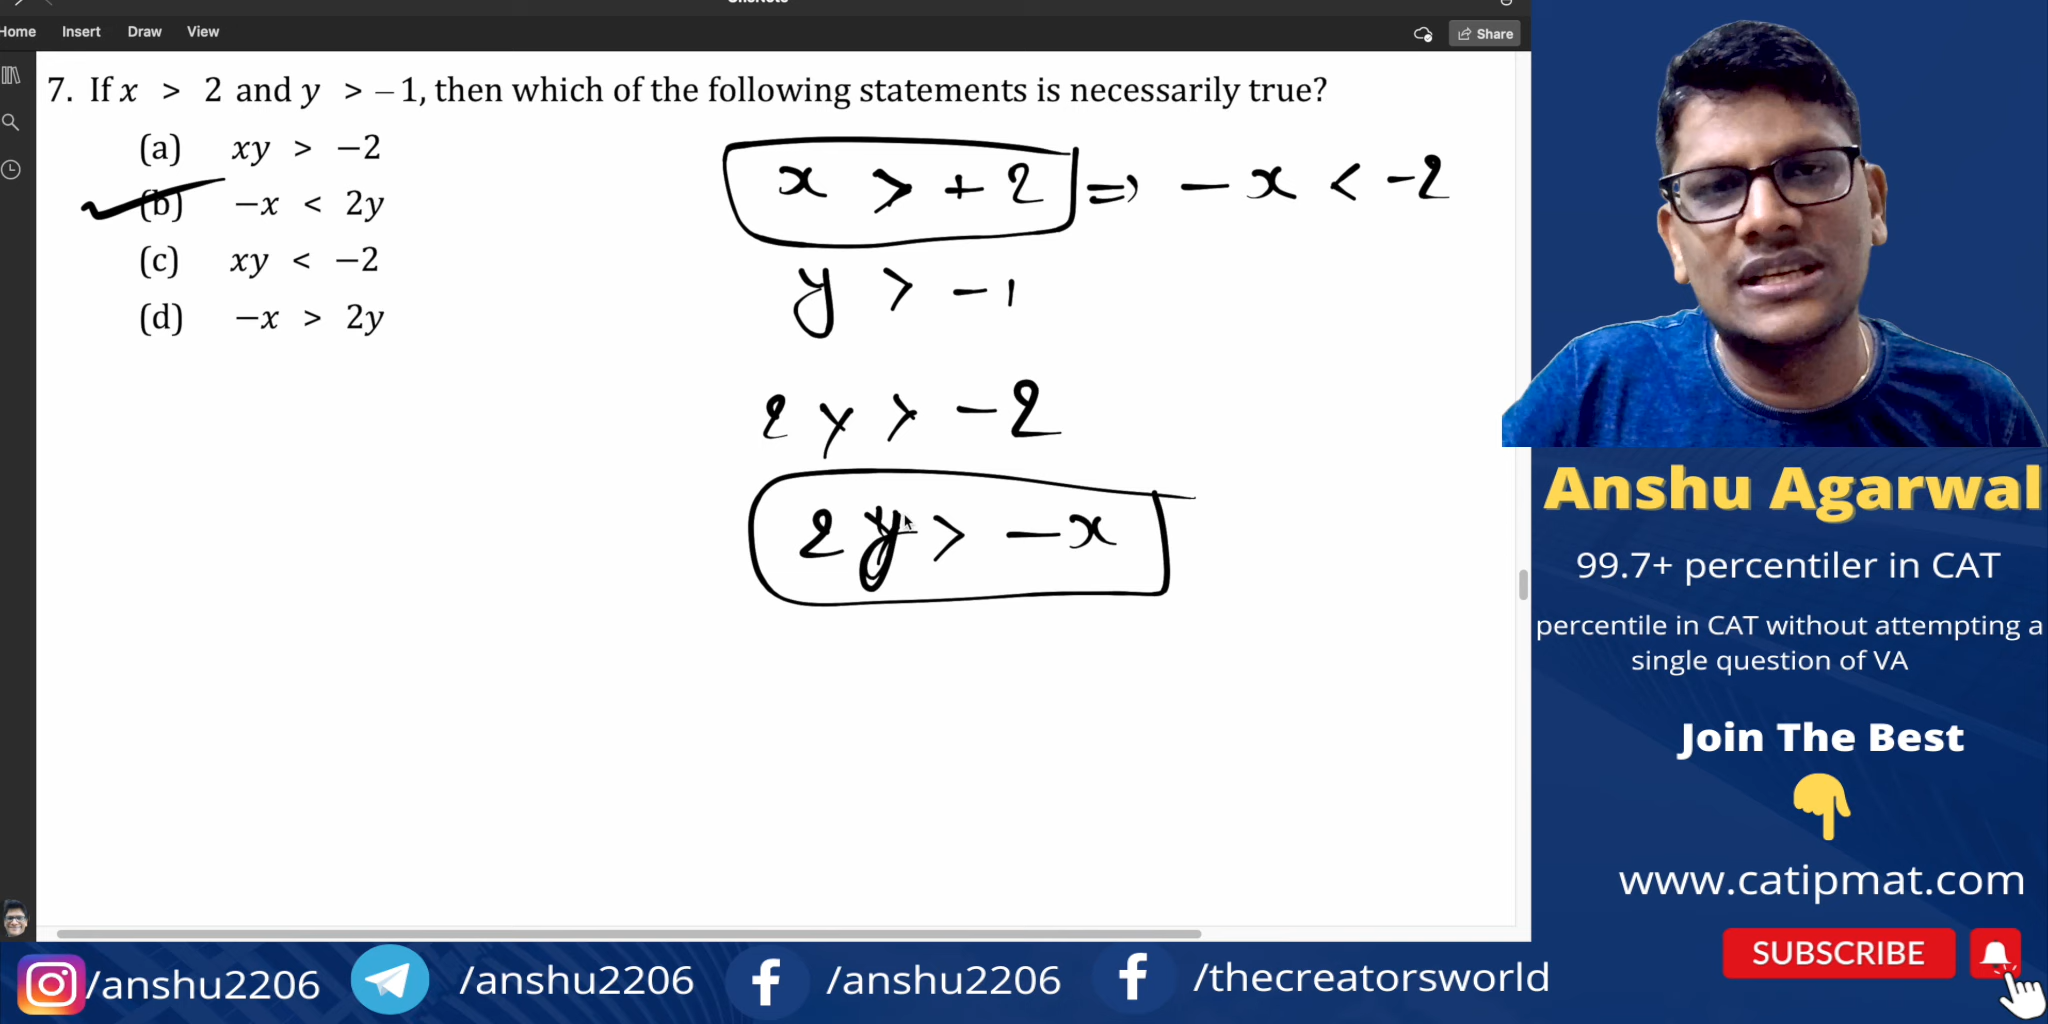 Home Insert Draw View
Share
7. If x > 2 and y > −1, then which of the following statements is necessarily true?
(a) xy > −2
(b) −x < 2y
(c) xy < −2
(d) −x > 2y
x > +2 ⇒ −x < −2
y > −1
2y > −2
2y > −x
Anshu Agarwal
99.7+ percentiler in CAT
percentile in CAT without attempting a
single question of VA
Join The Best
www.catipmat.com
SUBSCRIBE
/anshu2206 /anshu2206 /anshu2206 /thecreatorsworld